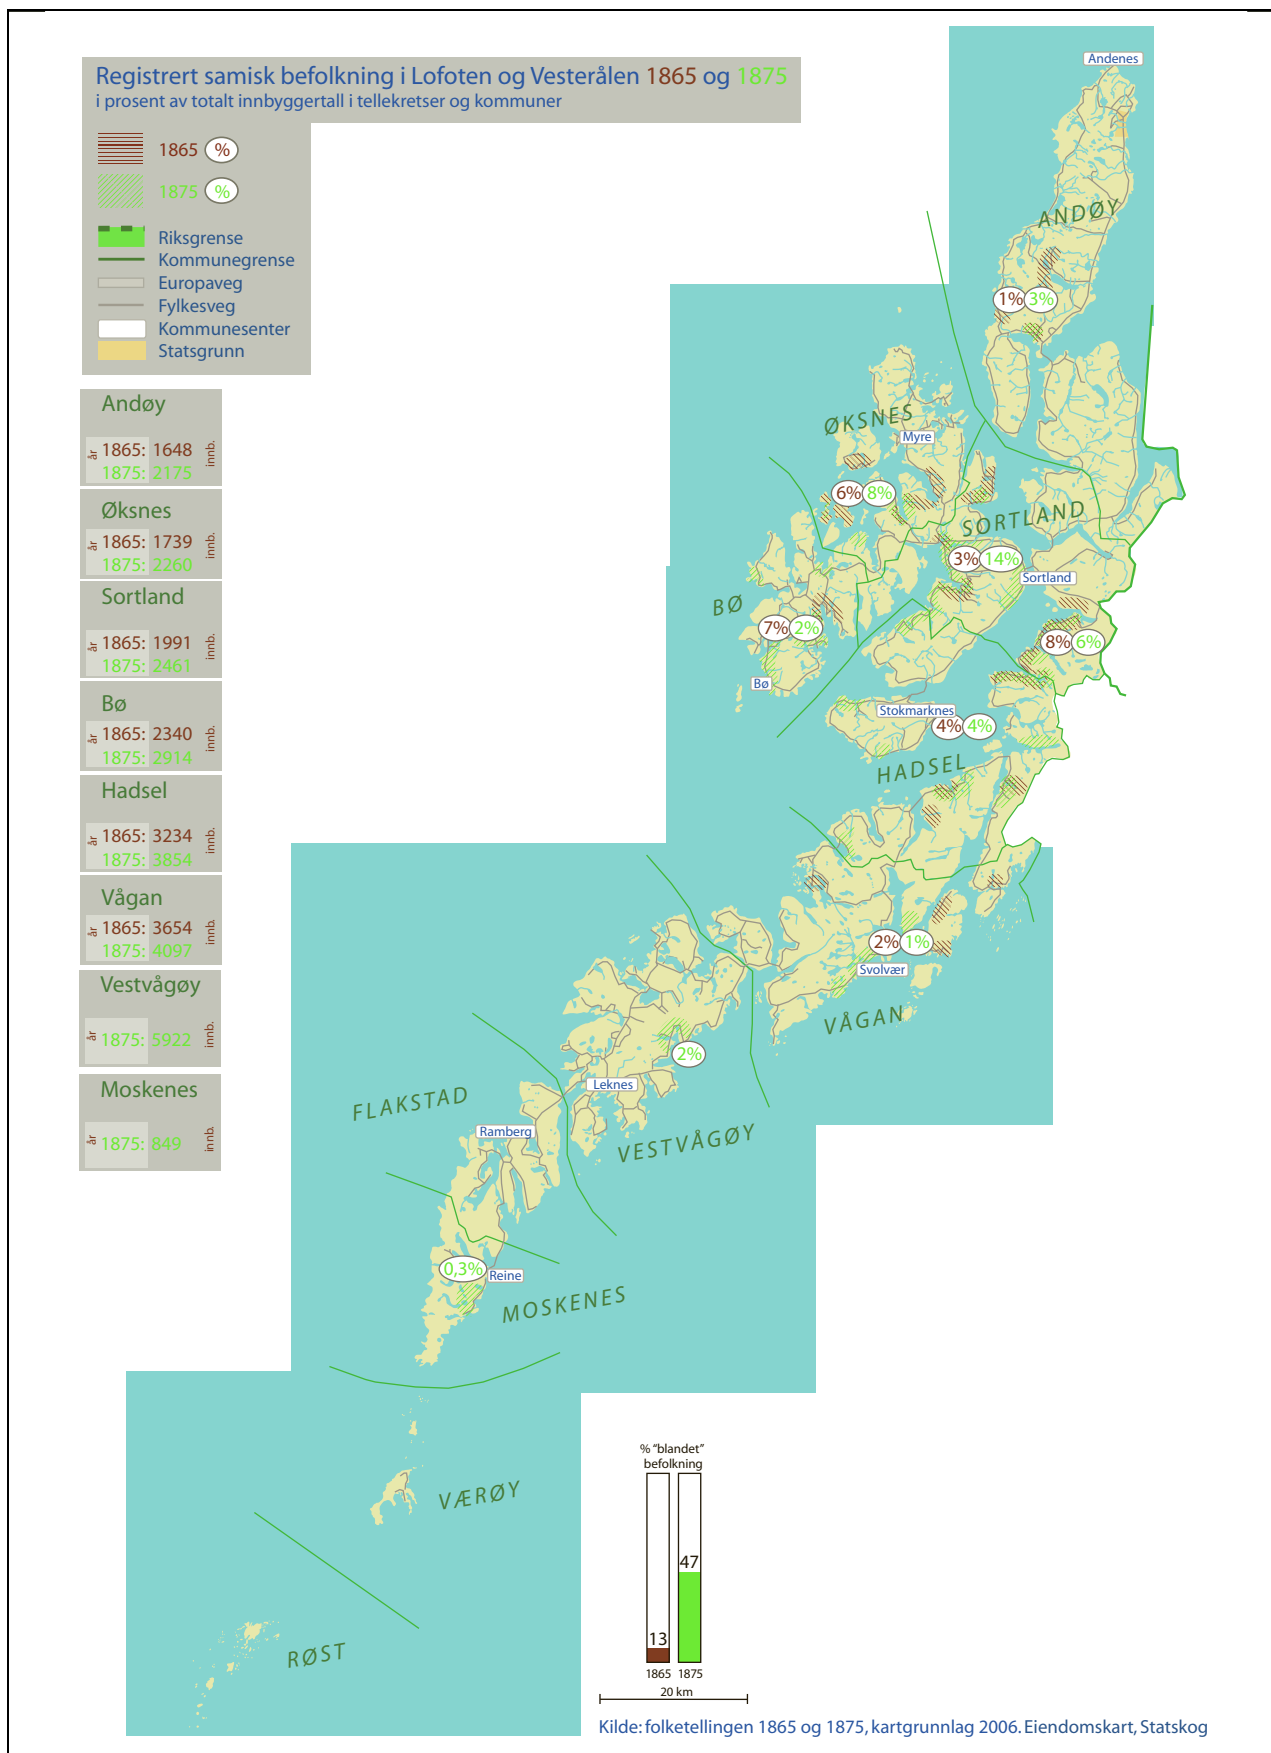 Registrert samisk befolkning i Lofoten og Vesterålen 1865 og 1875
i prosent av totalt innbyggertall i tellekretser og kommuner
1865 %
1875 %
Riksgrense
Kommunegrense
Europaveg
Fylkesveg
Kommunesenter
Statsgrunn
Andøy
år 1865: 1648 innb.
1875: 2175
Øksnes
år 1865: 1739 innb.
1875: 2260
Sortland
år 1865: 1991 innb.
1875: 2461
Bø
år 1865: 2340 innb.
1875: 2914
Hadsel
år 1865: 3234 innb.
1875: 3854
Vågan
år 1865: 3654 innb.
1875: 4097
Vestvågøy
år 1875: 5922 innb.
Moskenes
år 1875: 849 innb.
Andenes
ANDØY
1% 3%
ØKSNES
Myre
6% 8%
SORTLAND
3% 14%
Sortland
BØ
7% 2%
8% 6%
Bø
Stokmarknes
4% 4%
HADSEL
2% 1%
Svolvær
VÅGAN
2%
Leknes
FLAKSTAD
Ramberg
VESTVÅGØY
0,3%
Reine
MOSKENES
VÆRØY
RØST
% "blandet"
befolkning
47
13
1865 1875
20 km
Kilde: folketellingen 1865 og 1875, kartgrunnlag 2006. Eiendomskart, Statskog